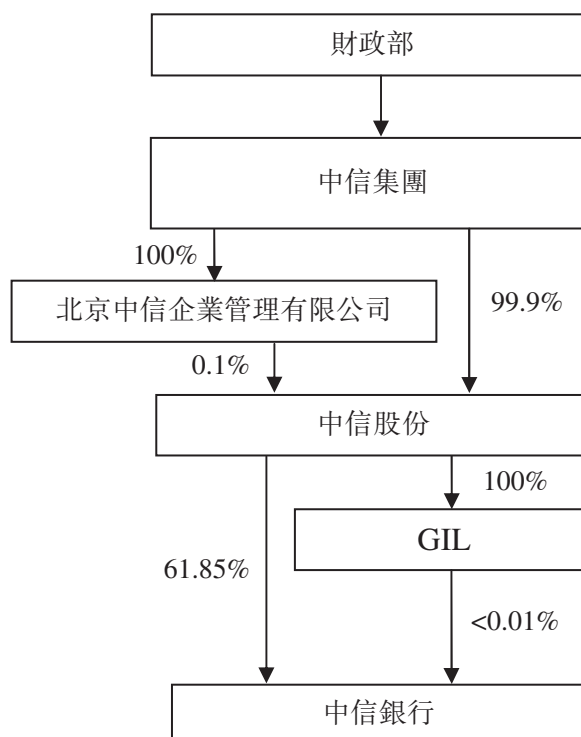 財政部
中信集團
100%
北京中信企業管理有限公司
99.9%
0.1%
中信股份
100%
GIL
61.85%
<0.01%
中信銀行